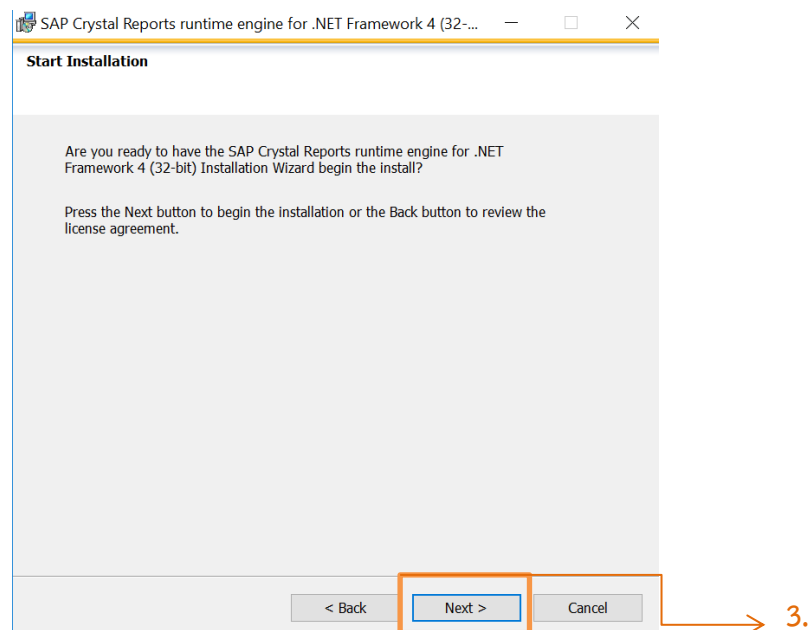 SAP Crystal Reports runtime engine for .NET Framework 4 (32-...
Start Installation
Are you ready to have the SAP Crystal Reports runtime engine for .NET
Framework 4 (32-bit) Installation Wizard begin the install?
Press the Next button to begin the installation or the Back button to review the
license agreement.
< Back Next > Cancel
3.